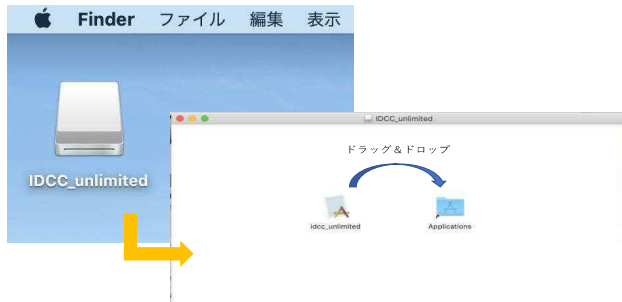 Finder ファイル 編集 表示
IDCC_unlimited
IDCC_unlimited
ドラッグ＆ドロップ
idcc_unlimited
Applications